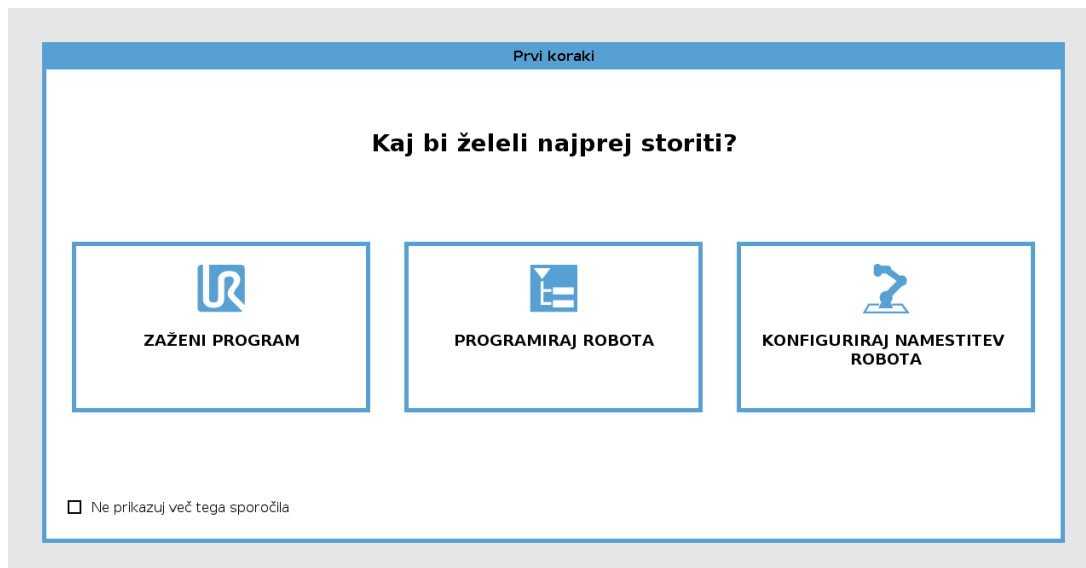 Prvi koraki
Kaj bi želeli najprej storiti?
ZAŽENI PROGRAM
PROGRAMIRAJ ROBOTA
KONFIGURIRAJ NAMESTITEV
ROBOTA
Ne prikazuj več tega sporočila